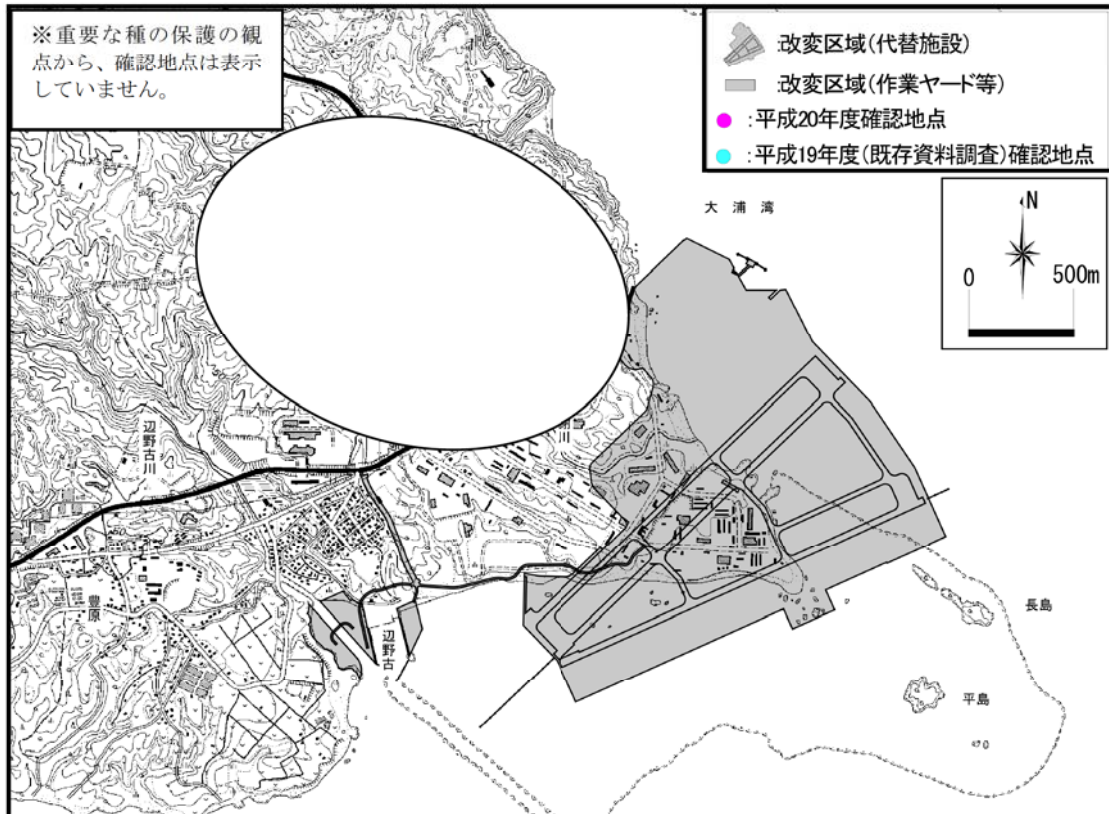 ※重要な種の保護の観
点から、確認地点は表示
していません。
:改変区域(代替施設)
:改変区域(作業ヤード等)
:平成20年度確認地点
:平成19年度(既存資料調査)確認地点
大浦湾
N
0 500m
辺野古川
川
豊原
辺野古
長島
平島